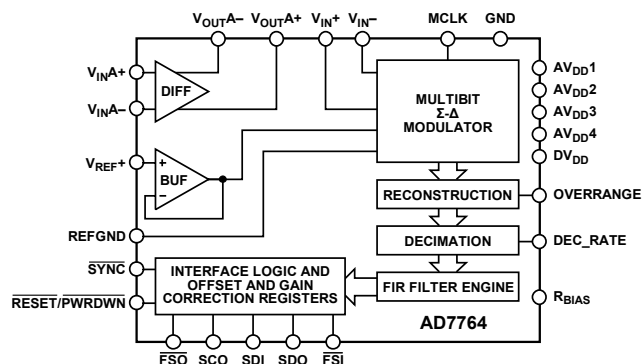 VOUTA– VOUTA+ VIN+ VIN– MCLK GND
VINA+
VINA–
DIFF
MULTIBIT
Σ-Δ
MODULATOR
AVDD1
AVDD2
AVDD3
AVDD4
DVDD
VREF+
+
–
BUF
RECONSTRUCTION
OVERRANGE
REFGND
DECIMATION
DEC_RATE
SYNC
RESET/PWRDWN
INTERFACE LOGIC AND
OFFSET AND GAIN
CORRECTION REGISTERS
FIR FILTER ENGINE
RBIAS
AD7764
FSO SCO SDI SDO FSI